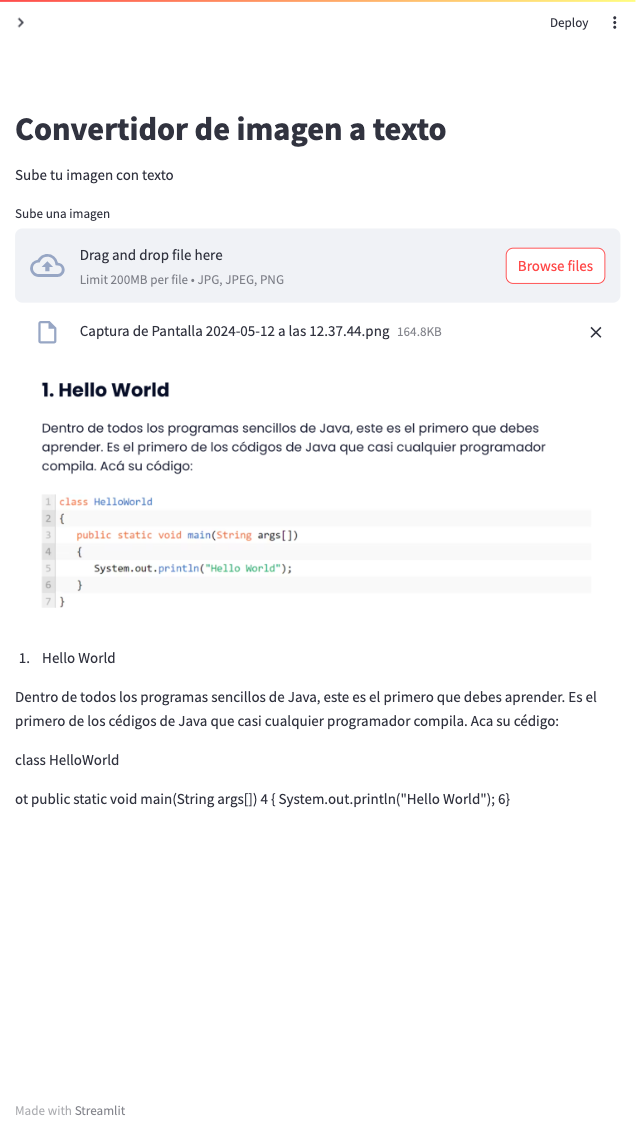 Deploy
Convertidor de imagen a texto
Sube tu imagen con texto
Sube una imagen
Drag and drop file here
Limit 200MB per file • JPG, JPEG, PNG
Browse files
Captura de Pantalla 2024-05-12 a las 12.37.44.png 164.8KB
1. Hello World
Dentro de todos los programas sencillos de Java, este es el primero que debes
aprender. Es el primero de los códigos de Java que casi cualquier programador
compila. Acá su código:
1 class HelloWorld
2 {
3 public static void main(String args[])
4 {
5 System.out.println("Hello World");
6 }
7 }
1. Hello World
Dentro de todos los programas sencillos de Java, este es el primero que debes aprender. Es el
primero de los cédigos de Java que casi cualquier programador compila. Aca su cédigo:
class HelloWorld
ot public static void main(String args[]) 4 { System.out.println("Hello World"); 6}
Made with Streamlit